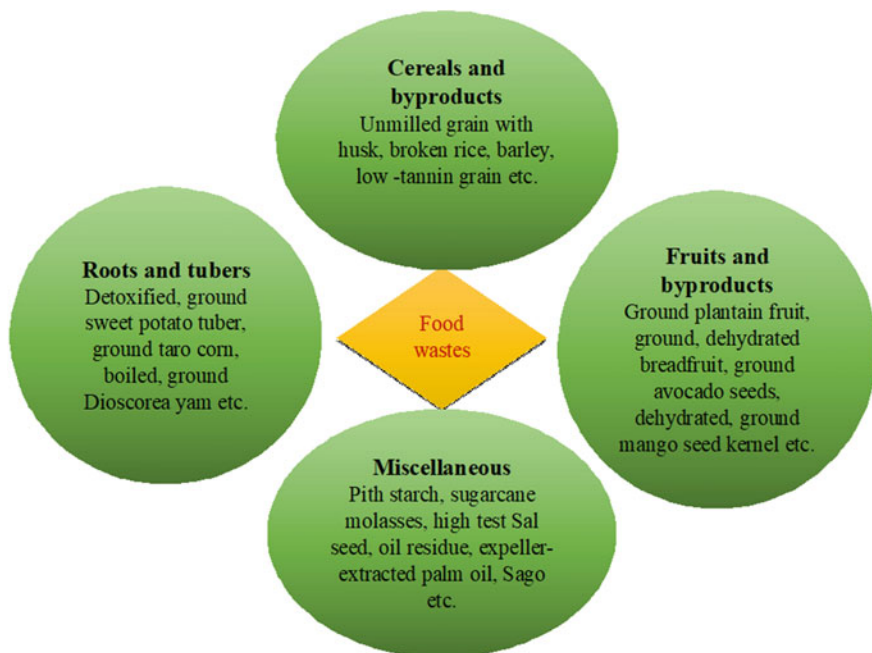 Cereals and
byproducts
Unmilled grain with
husk, broken rice, barley,
low -tannin grain etc.
Roots and tubers
Detoxified, ground
sweet potato tuber,
ground taro corn,
boiled, ground
Dioscorea yam etc.
Food
wastes
Fruits and
byproducts
Ground plantain fruit,
ground, dehydrated
breadfruit, ground
avocado seeds,
dehydrated, ground
mango seed kernel etc.
Miscellaneous
Pith starch, sugarcane
molasses, high test Sal
seed, oil residue, expeller-
extracted palm oil, Sago
etc.